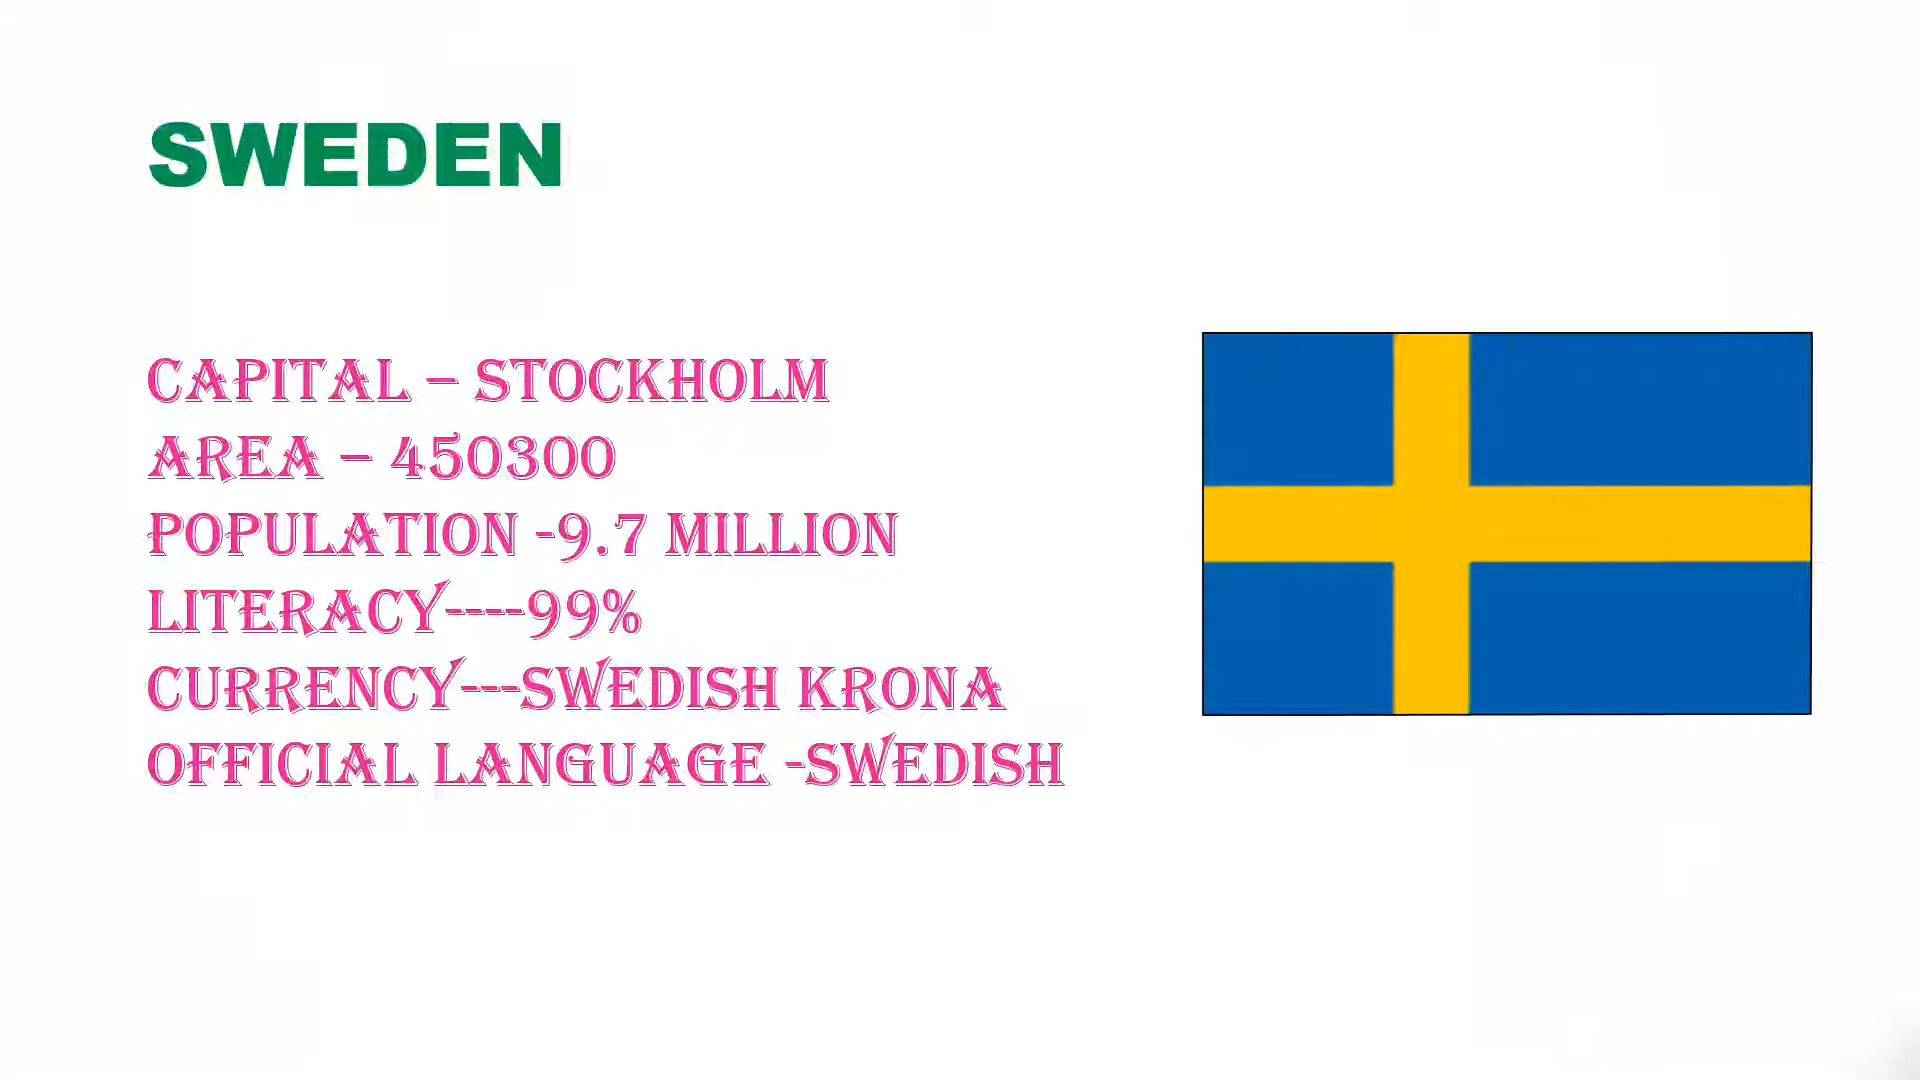 SWEDEN
CAPITAL – STOCKHOLM
AREA – 450300
POPULATION -9.7 MILLION
LITERACY----99%
CURRENCY---SWEDISH KRONA
OFFICIAL LANGUAGE -SWEDISH